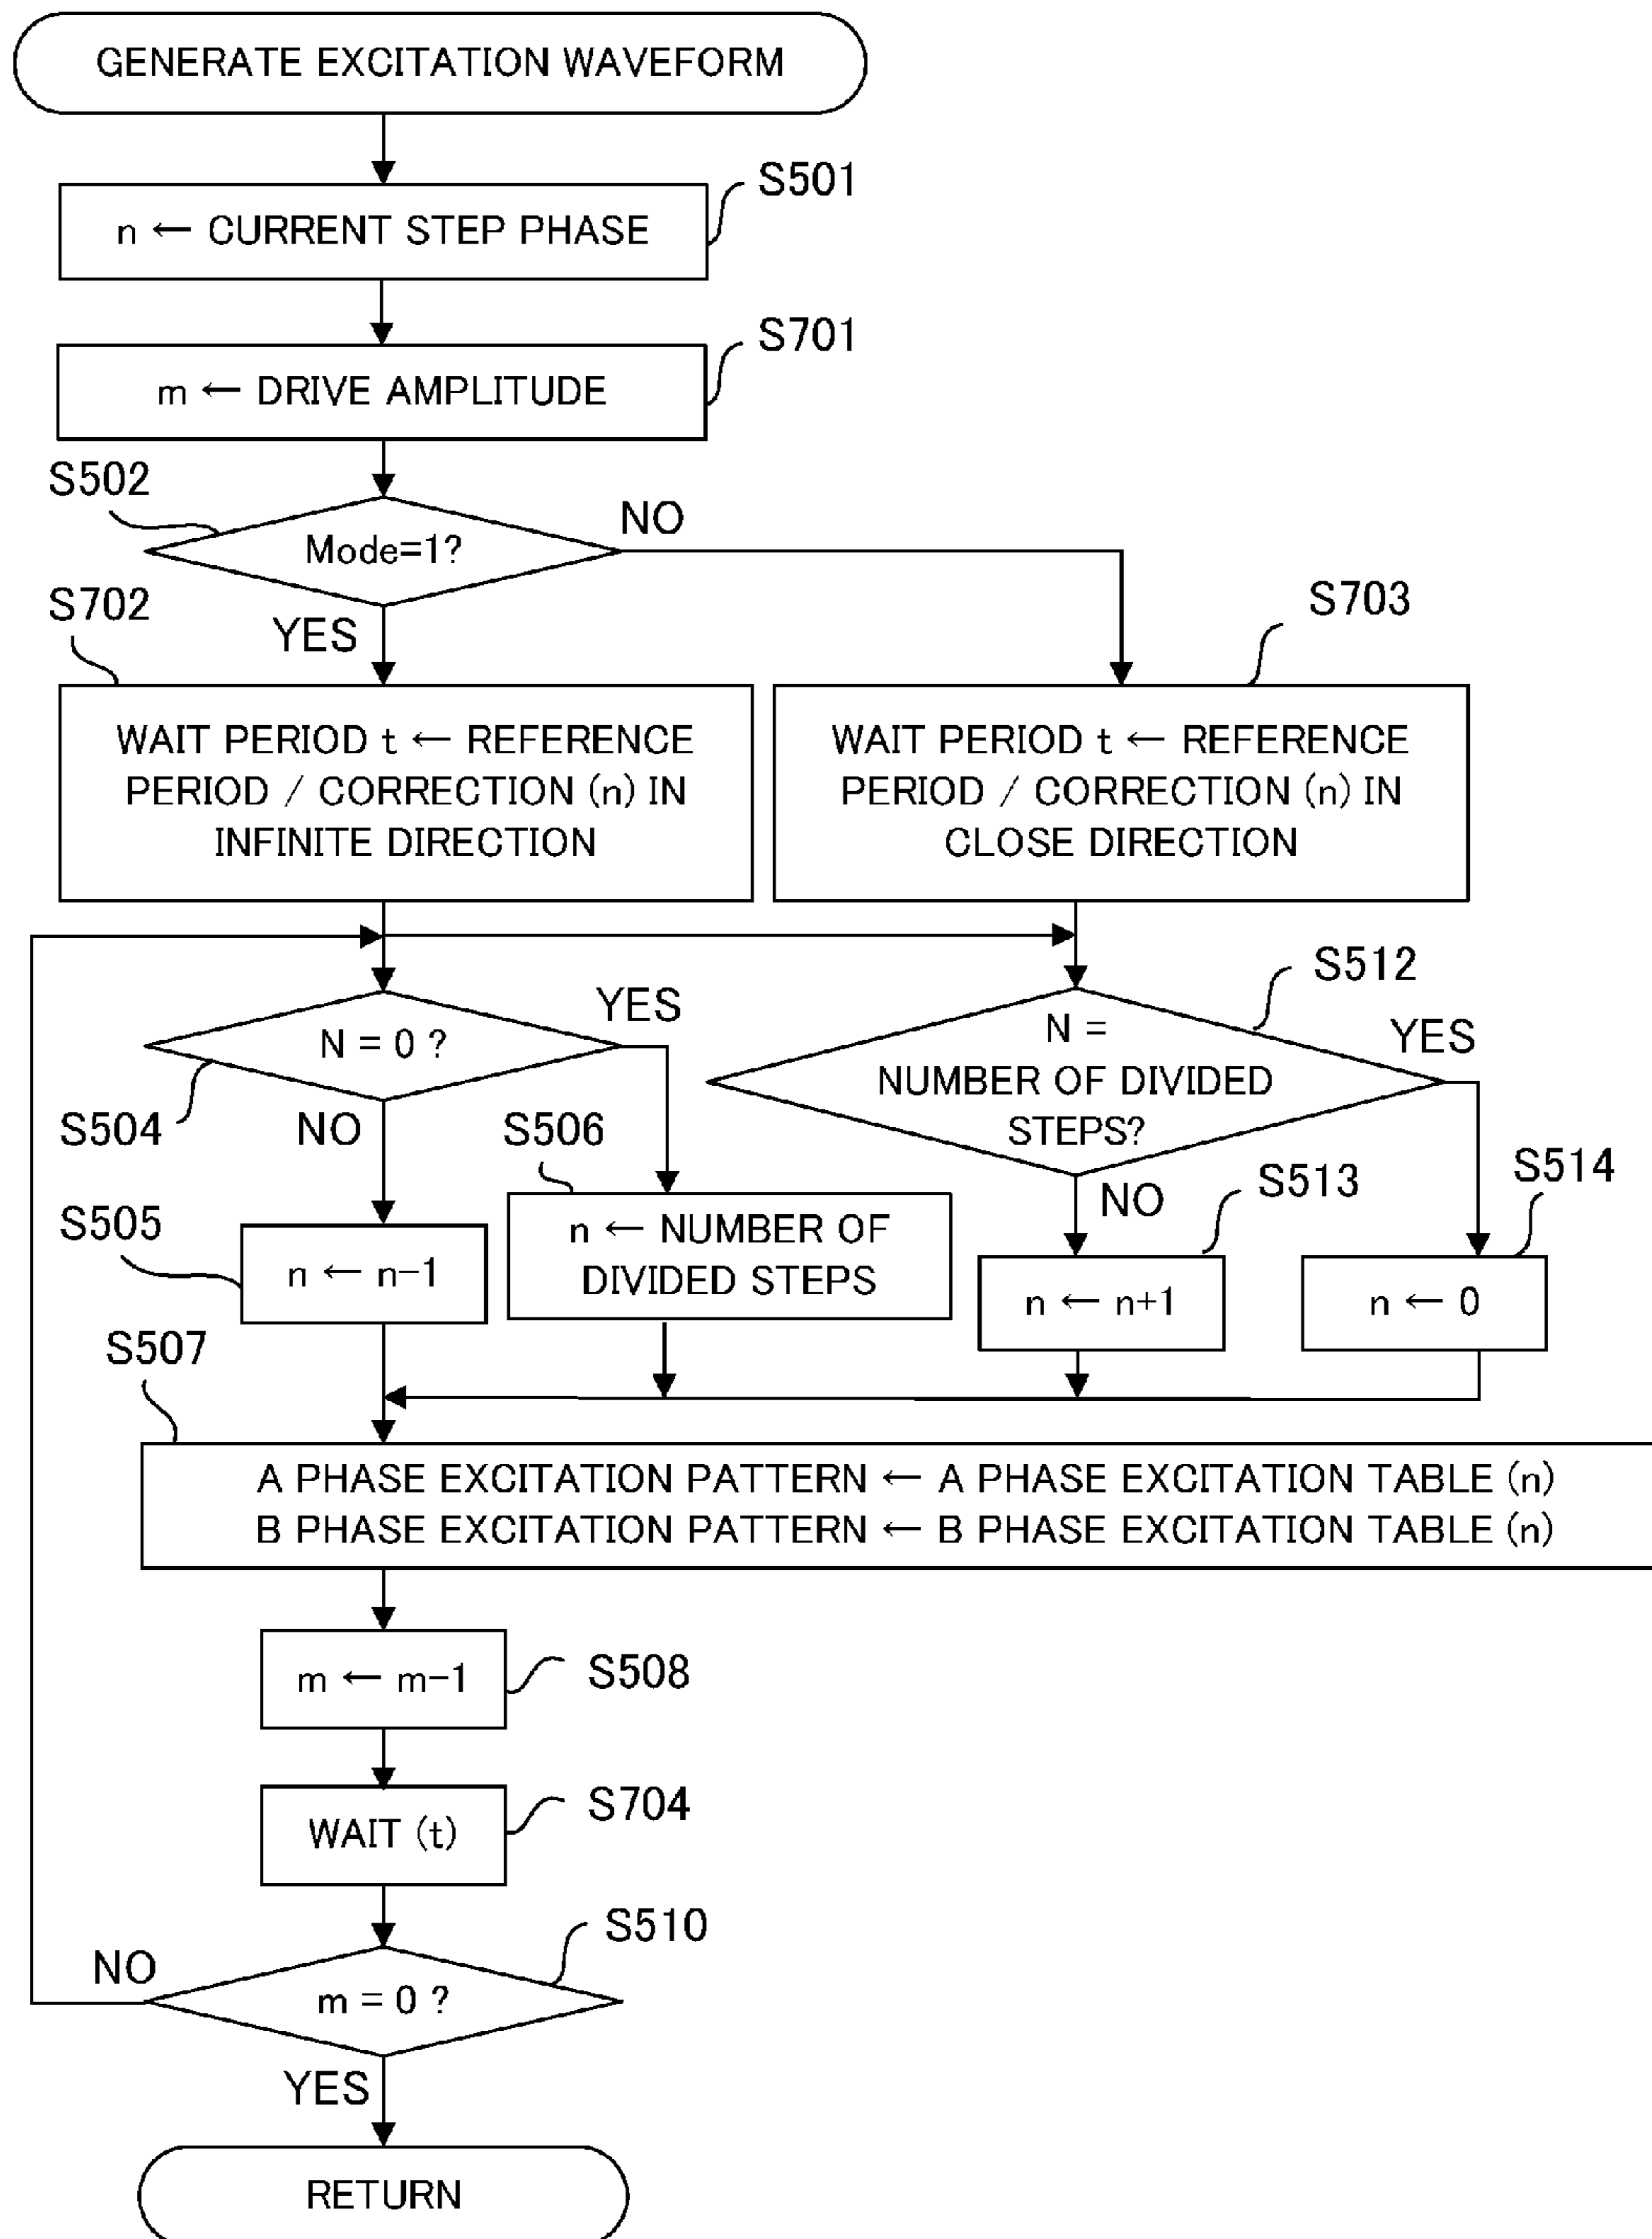 GENERATE EXCITATION WAVEFORM
S501
n ← CURRENT STEP PHASE
S701
m ← DRIVE AMPLITUDE
S502
Mode=1?
NO
YES
S702
WAIT PERIOD t ← REFERENCE
PERIOD / CORRECTION (n) IN
INFINITE DIRECTION
S703
WAIT PERIOD t ← REFERENCE
PERIOD / CORRECTION (n) IN
CLOSE DIRECTION
N = 0 ?
YES
S504
NO
S512
N =
NUMBER OF DIVIDED
STEPS?
YES
NO
S505
n ← n-1
S506
n ← NUMBER OF
DIVIDED STEPS
S513
n ← n+1
S514
n ← 0
S507
A PHASE EXCITATION PATTERN ← A PHASE EXCITATION TABLE (n)
B PHASE EXCITATION PATTERN ← B PHASE EXCITATION TABLE (n)
m ← m-1
S508
WAIT (t)
S704
S510
m = 0 ?
NO
YES
RETURN